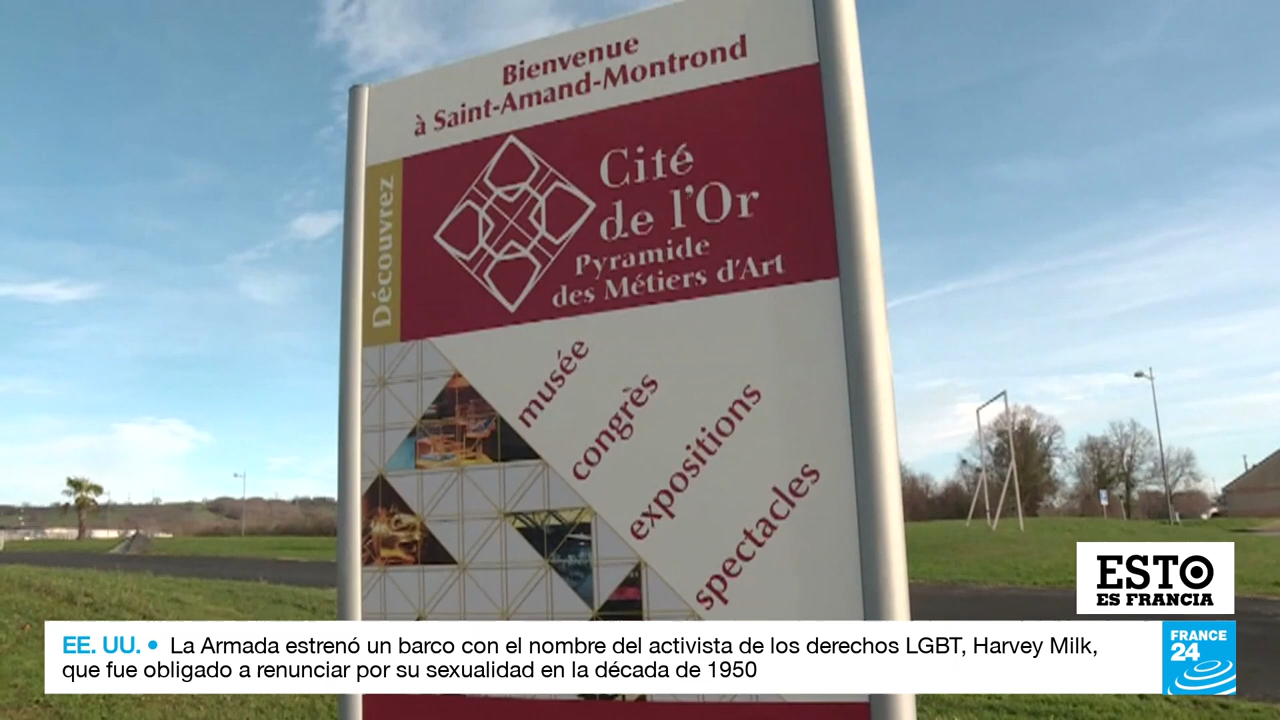 Bienvenue
à Saint-Amand-Montrond
Découvrez
Cité
de l'Or
Pyramide
des Métiers d'Art
musée
congrès
expositions
spectacles
ESTO
ES FRANCIA
EE. UU. • La Armada estrenó un barco con el nombre del activista de los derechos LGBT, Harvey Milk,
que fue obligado a renunciar por su sexualidad en la década de 1950
FRANCE
24